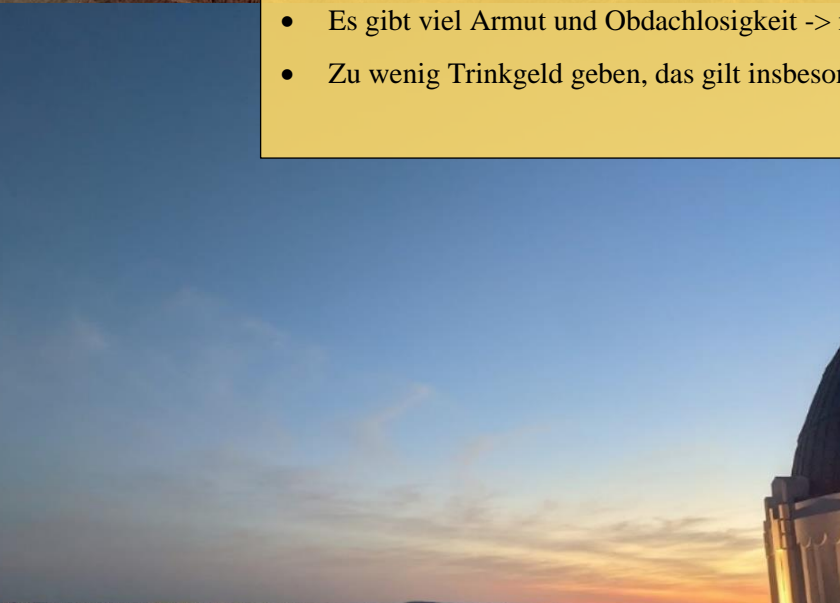 • Es gibt viel Armut und Obdachlosigkeit ->
• Zu wenig Trinkgeld geben, das gilt